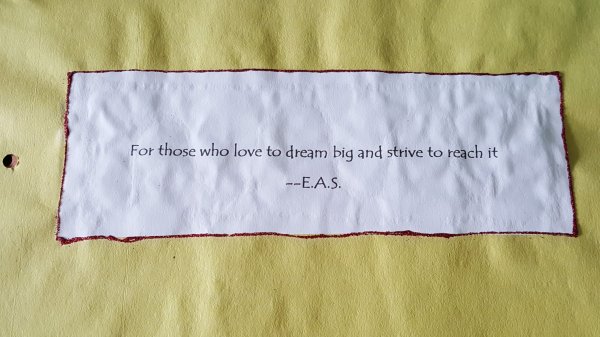 For those who love to dream big and strive to reach it
--E.A.S.